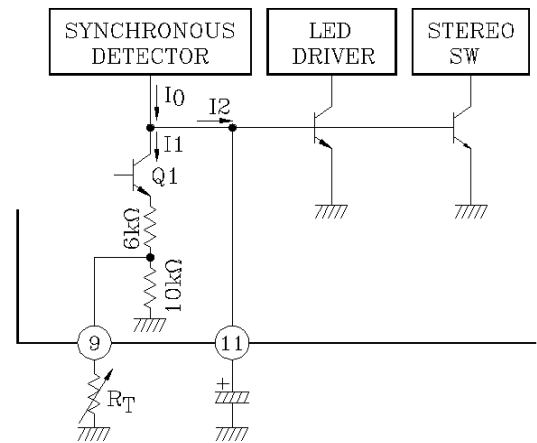 SYNCHRONOUS
DETECTOR
LED
DRIVER
STEREO
SW
I0
I2
I1
Q1
6kΩ
10kΩ
9
11
RT
+